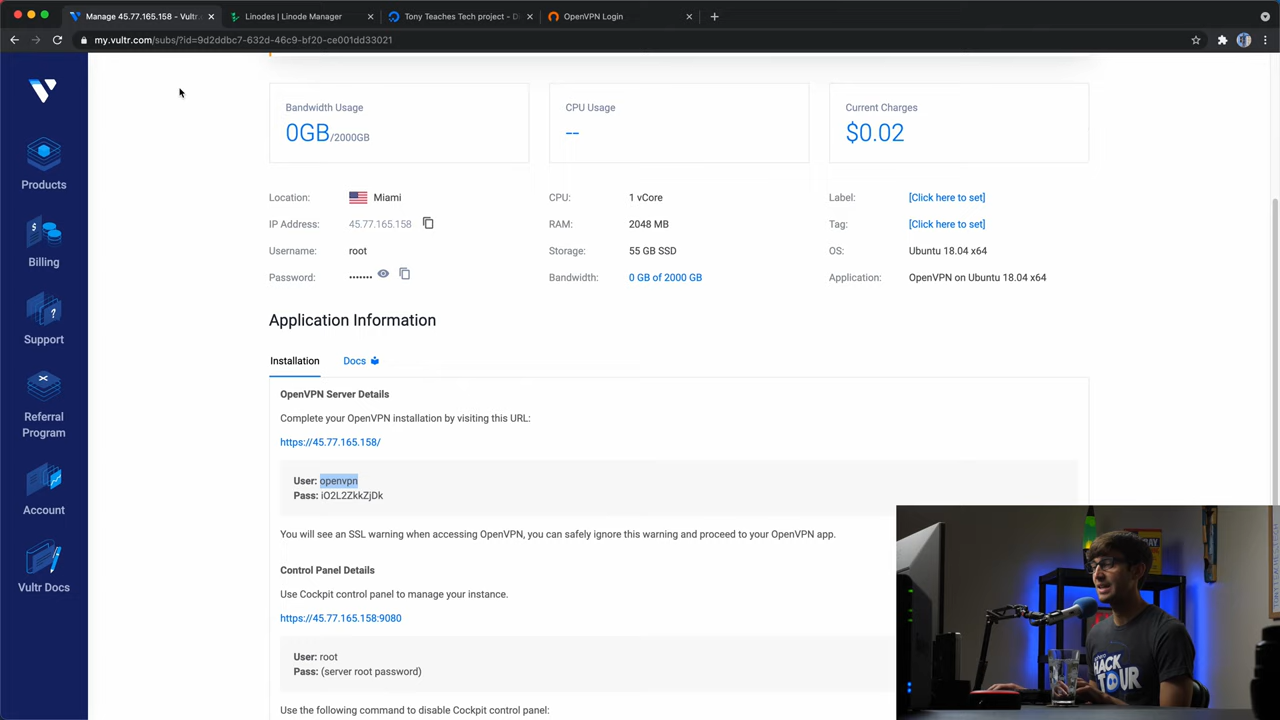 Manage 45.77.165.158 - Vultr. Linodes | Linode Manager Tony Teaches Tech project - D OpenVPN Login
my.vultr.com/subs/?id=9d2ddbc7-632d-46c9-bf20-ce001dd33021
Products
Billing
Support
Referral
Program
Account
Vultr Docs
Bandwidth Usage
0GB/2000GB
CPU Usage
--
Current Charges
$0.02
Location: Miami
IP Address: 45.77.165.158
Username: root
Password: •••••••
CPU: 1 vCore
RAM: 2048 MB
Storage: 55 GB SSD
Bandwidth: 0 GB of 2000 GB
Label: [Click here to set]
Tag: [Click here to set]
OS: Ubuntu 18.04 x64
Application: OpenVPN on Ubuntu 18.04 x64
Application Information
Installation Docs
OpenVPN Server Details
Complete your OpenVPN installation by visiting this URL:
https://45.77.165.158/
User: openvpn
Pass: iO2L2ZkkZjDk
You will see an SSL warning when accessing OpenVPN, you can safely ignore this warning and proceed to your OpenVPN app.
Control Panel Details
Use Cockpit control panel to manage your instance.
https://45.77.165.158:9080
User: root
Pass: (server root password)
Use the following command to disable Cockpit control panel:
HACK
TOUR